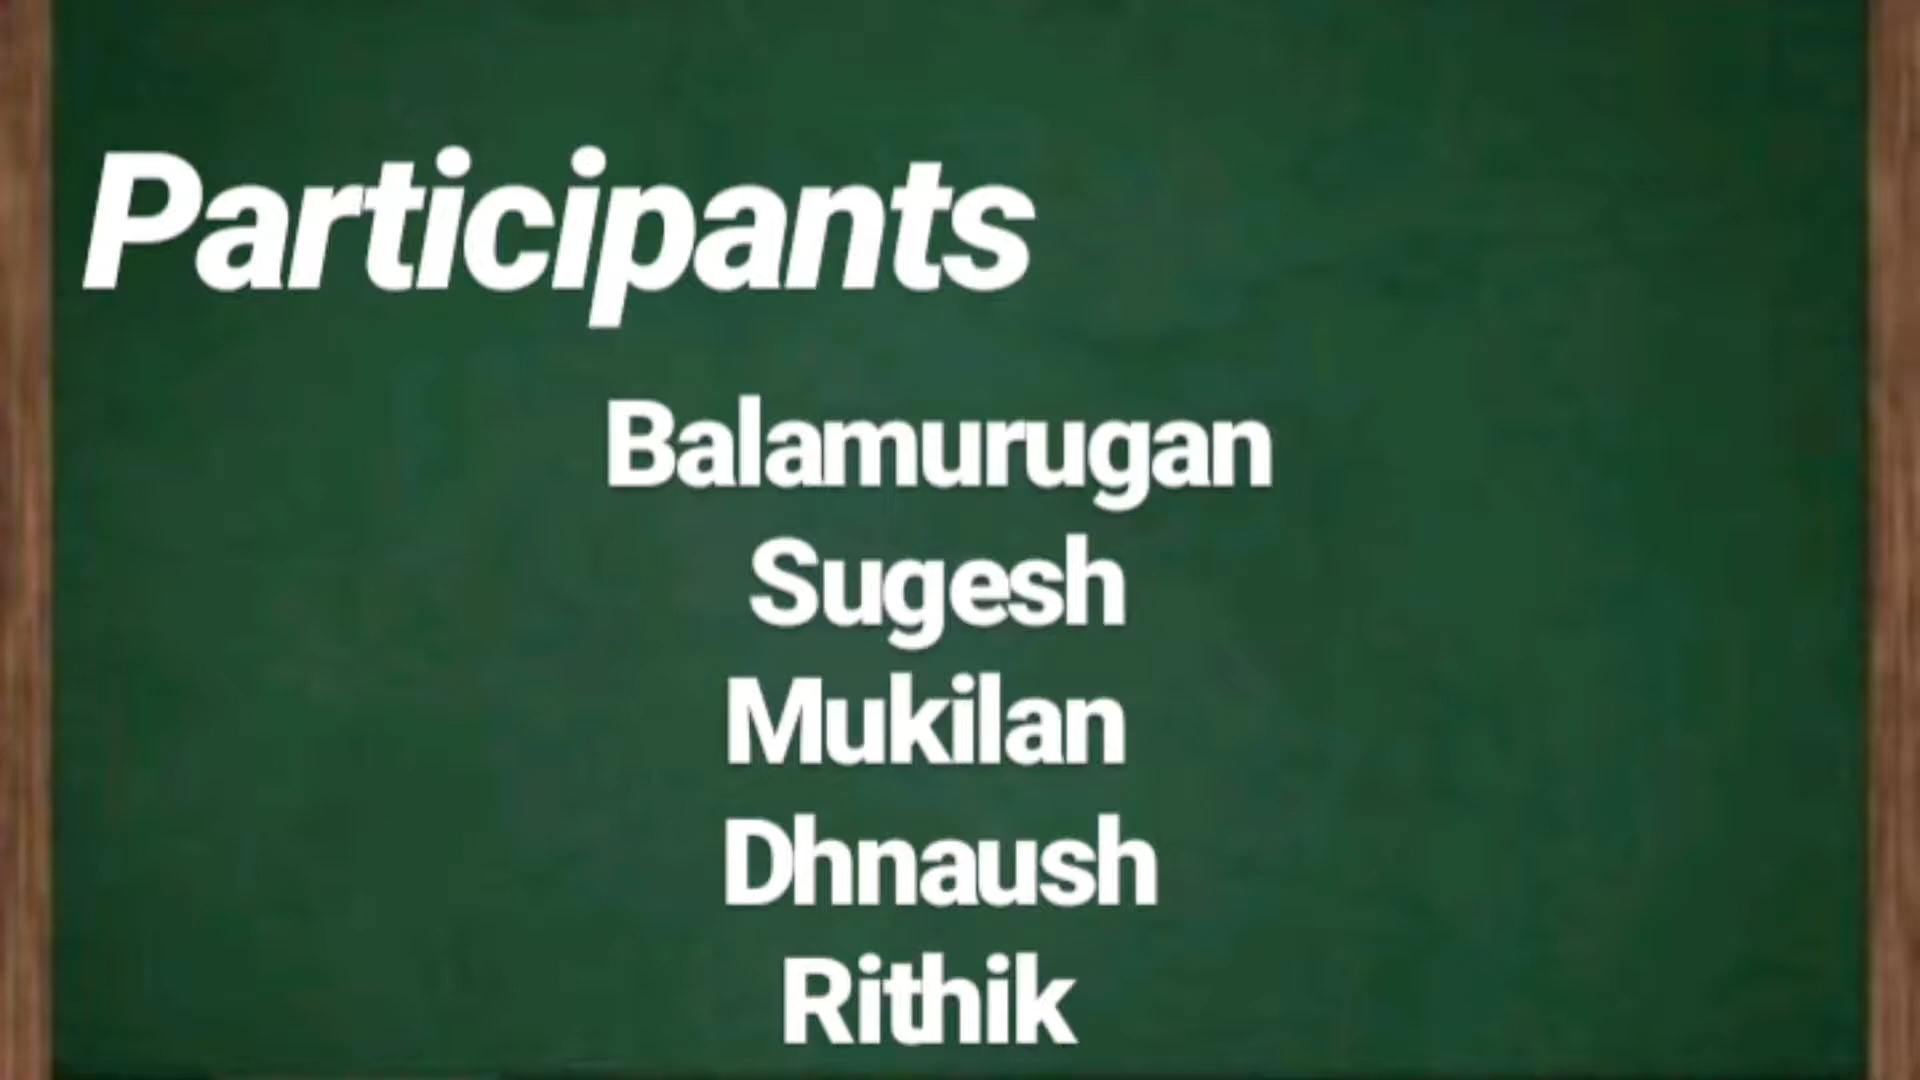 Participants
Balamurugan
Sugesh
Mukilan
Dhnaush
Rithik